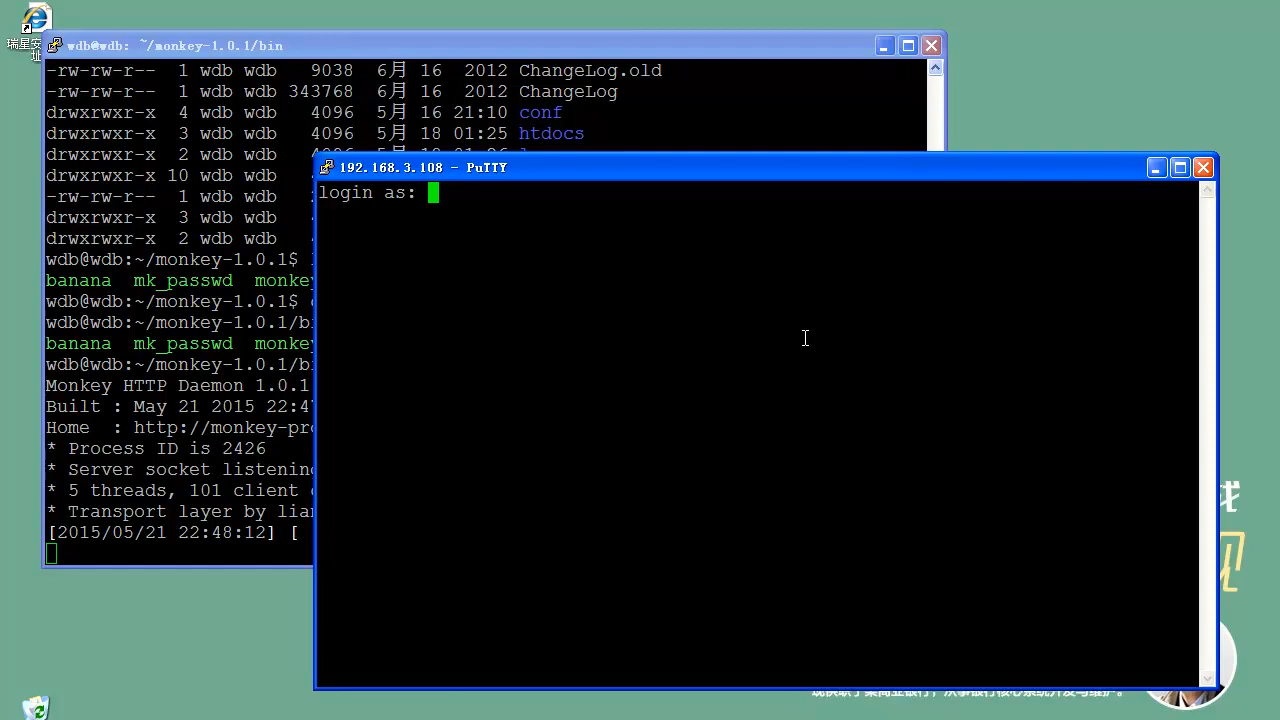 瑞星安
址
wdb@wdb: ~/monkey-1.0.1/bin
-rw-rw-r-- 1 wdb wdb 9038 6月 16 2012 ChangeLog.old
-rw-rw-r-- 1 wdb wdb 343768 6月 16 2012 ChangeLog
drwxrwxr-x 4 wdb wdb 4096 5月 16 21:10 conf
drwxrwxr-x 3 wdb wdb 4096 5月 18 01:25 htdocs
drwxrwxr-x 2 wdb wdb
drwxrwxr-x 10 wdb wdb
-rw-rw-r-- 1 wdb wdb
drwxrwxr-x 3 wdb wdb
drwxrwxr-x 2 wdb wdb
wdb@wdb:~/monkey-1.0.1$
banana mk_passwd monkey
wdb@wdb:~/monkey-1.0.1$
wdb@wdb:~/monkey-1.0.1/bi
banana mk_passwd monkey
wdb@wdb:~/monkey-1.0.1/bi
Monkey HTTP Daemon 1.0.1
Built : May 21 2015 22:47
Home : http://monkey-pro
* Process ID is 2426
* Server socket listening
* 5 threads, 101 client
* Transport layer by lian
[2015/05/21 22:48:12] [
192.168.3.108 - PuTTY
login as: